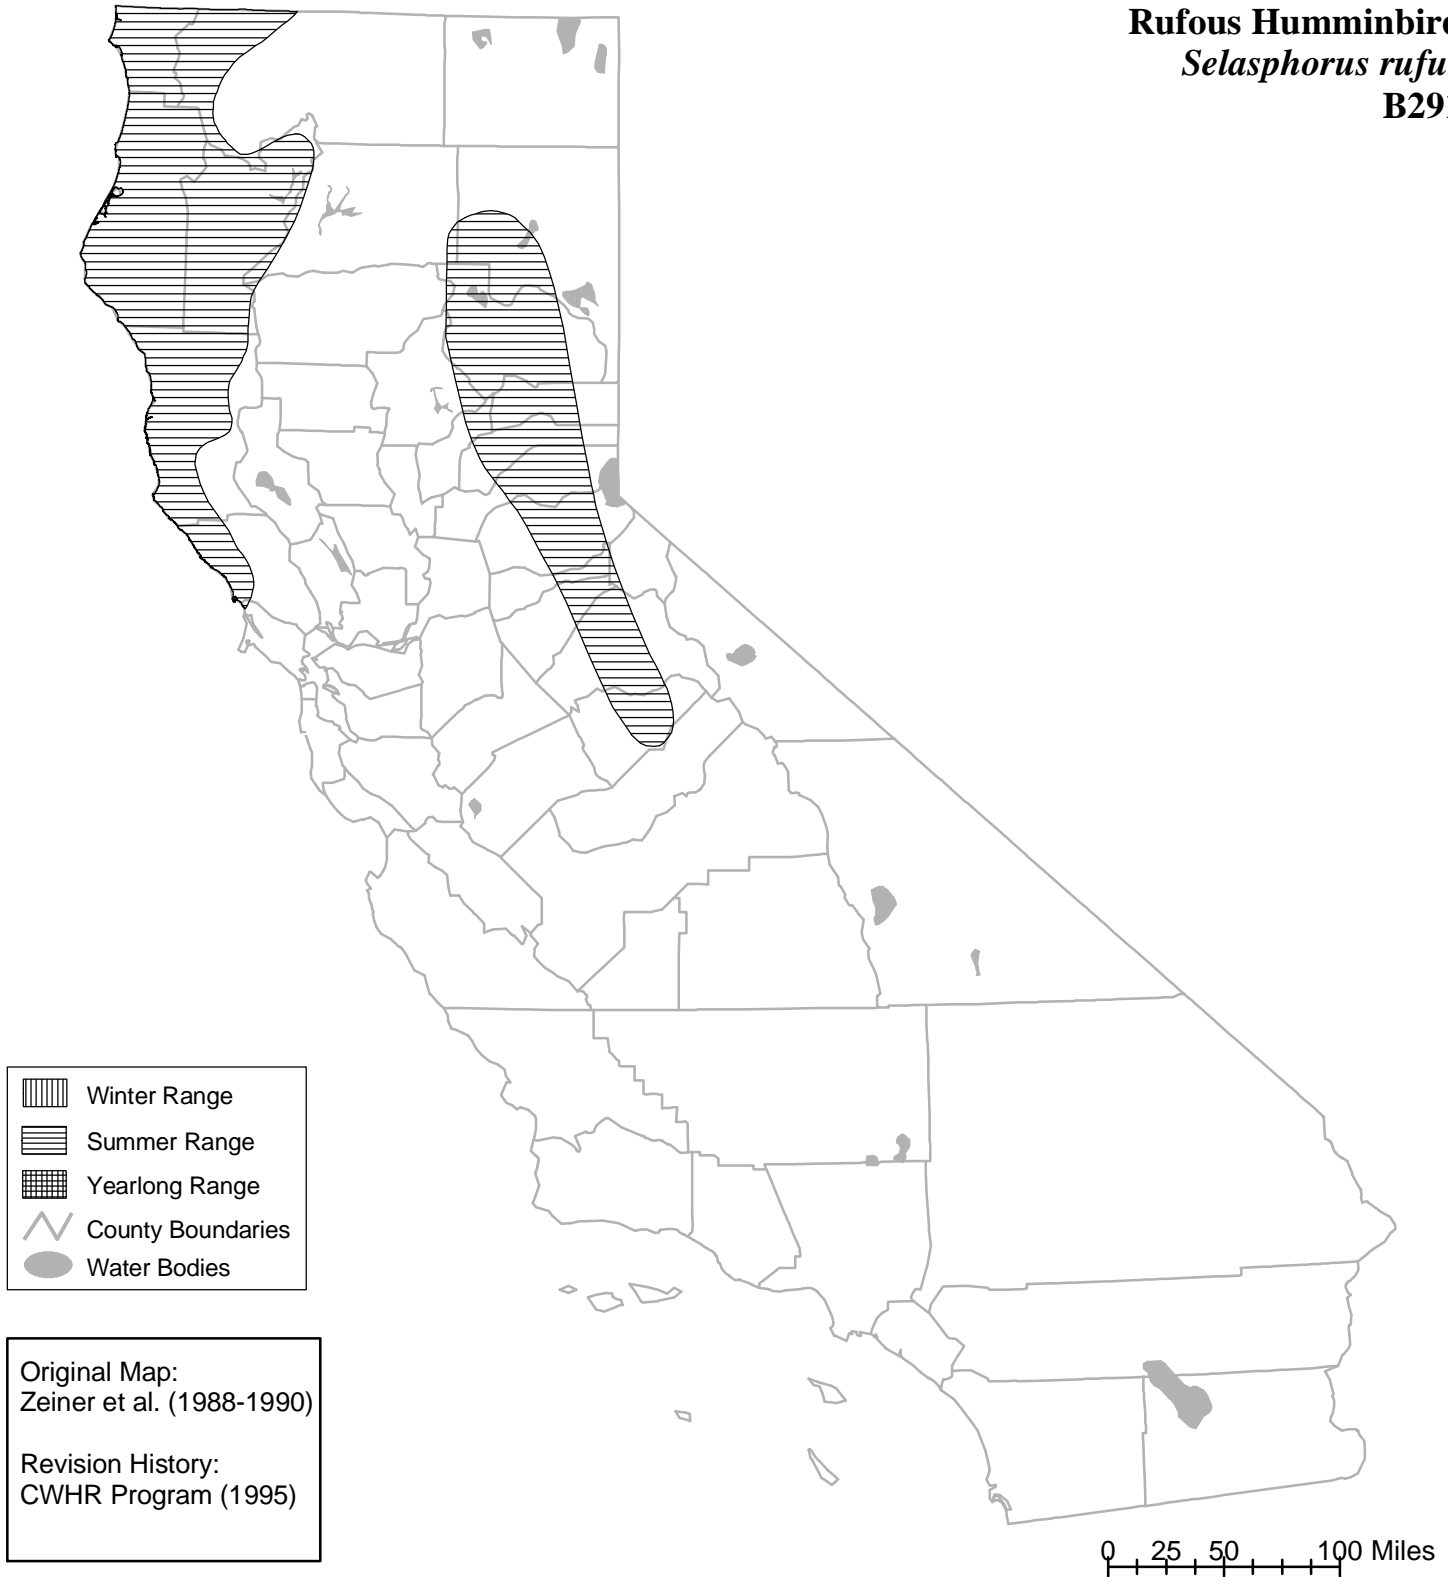 Rufous Humminbird
Selasphorus rufu
B29
Winter Range
Summer Range
Yearlong Range
County Boundaries
Water Bodies
Original Map:
Zeiner et al. (1988-1990)
Revision History:
CWHR Program (1995)
0 25 50 100 Miles